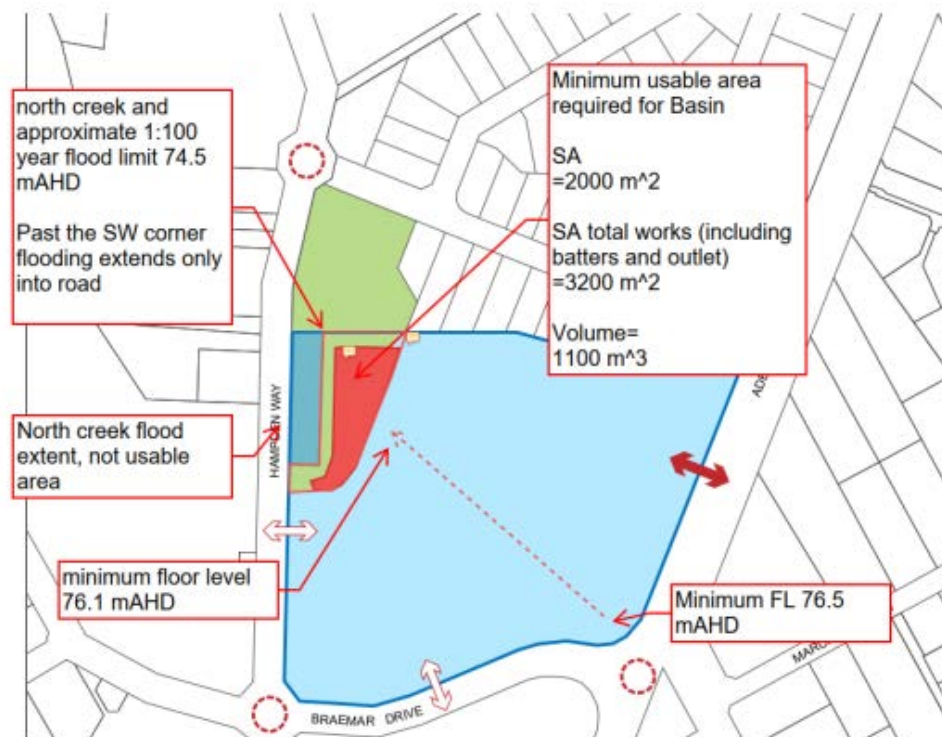 north creek and
approximate 1:100
year flood limit 74.5
mAHD
Past the SW corner
flooding extends only
into road
Minimum usable area
required for Basin
SA
=2000 m^2
SA total works (including
batters and outlet)
=3200 m^2
Volume=
1100 m^3
North creek flood
extent, not usable
area
HAMPDEN WAY
minimum floor level
76.1 mAHD
Minimum FL 76.5
mAHD
BRAEMAR DRIVE